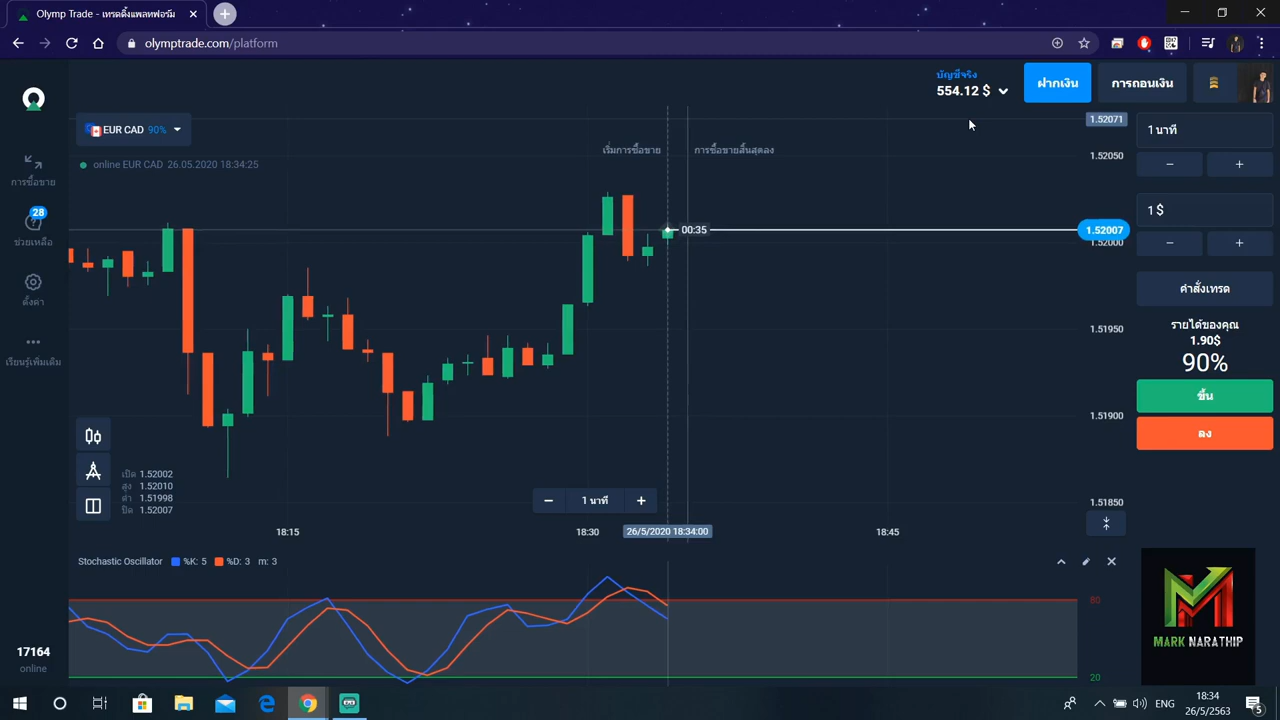 Olymp Trade - เทรดดิ้งแพลทฟอร์ม
olymptrade.com/platform
บัญชีจริง
554.12 $
ฝากเงิน
การถอนเงิน
EUR CAD 90%
online EUR CAD 26.05.2020 18:34:25
เริ่มการซื้อขาย
การซื้อขายสิ้นสุดลง
1.52071
1.52050
1.52007
1.52000
1.51950
1.51900
1.51850
00:35
การซื้อขาย
28
ช่วยเหลือ
ตั้งค่า
เรียนรู้เพิ่มเติม
1 นาที
− +
1 $
− +
คำสั่งเทรด
รายได้ของคุณ
1.90$
90%
ขึ้น
ลง
เปิด 1.52002
สูง 1.52010
ต่ำ 1.51998
ปิด 1.52007
− 1 นาที +
18:15
18:30
26/5/2020 18:34:00
18:45
Stochastic Oscillator %K: 5 %D: 3 m: 3
80
20
17164
online
MARK NARATHIP
ENG
18:34
26/5/2563
5